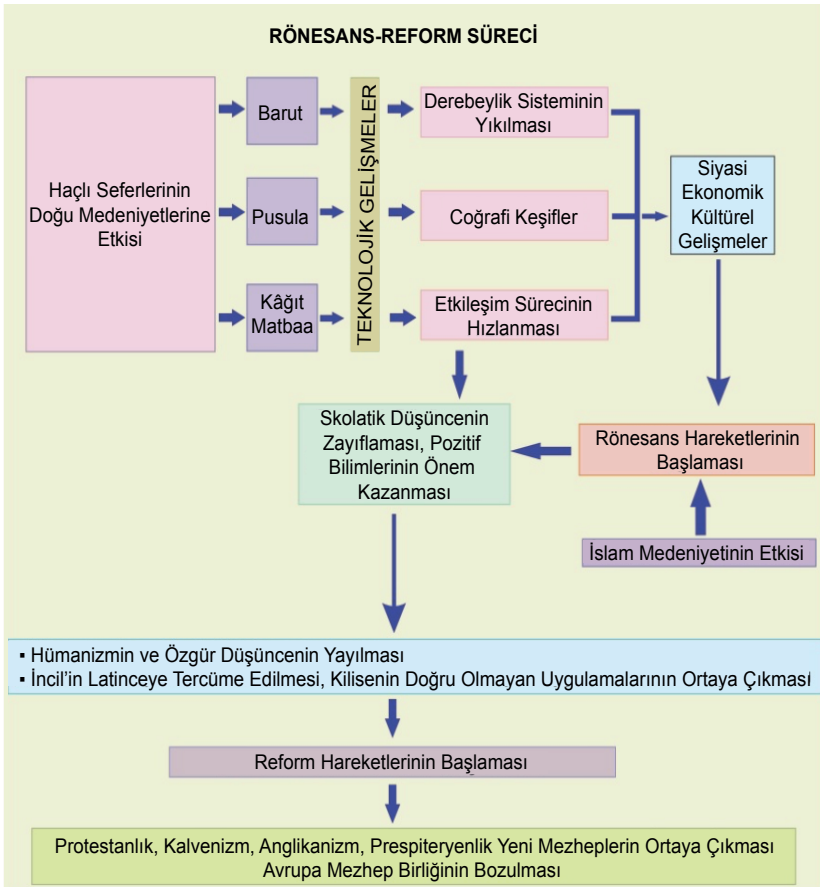 RÖNESANS-REFORM SÜRECİ
Haçlı Seferlerinin
Doğu Medeniyetlerine
Etkisi
Barut
Pusula
Kâğıt
Matbaa
TEKNOLOJİK GELİŞMELER
Derebeylik Sisteminin
Yıkılması
Coğrafi Keşifler
Etkileşim Sürecinin
Hızlanması
Siyasi
Ekonomik
Kültürel
Gelişmeler
Skolatik Düşüncenin
Zayıflaması, Pozitif
Bilimlerinin Önem
Kazanması
Rönesans Hareketlerinin
Başlaması
İslam Medeniyetinin Etkisi
▪ Hümanizmin ve Özgür Düşüncenin Yayılması
▪ İncil’in Latinceye Tercüme Edilmesi, Kilisenin Doğru Olmayan Uygulamalarının Ortaya Çıkması
Reform Hareketlerinin Başlaması
Protestanlık, Kalvenizm, Anglikanizm, Prespiteryenlik Yeni Mezheplerin Ortaya Çıkması
Avrupa Mezhep Birliğinin Bozulması